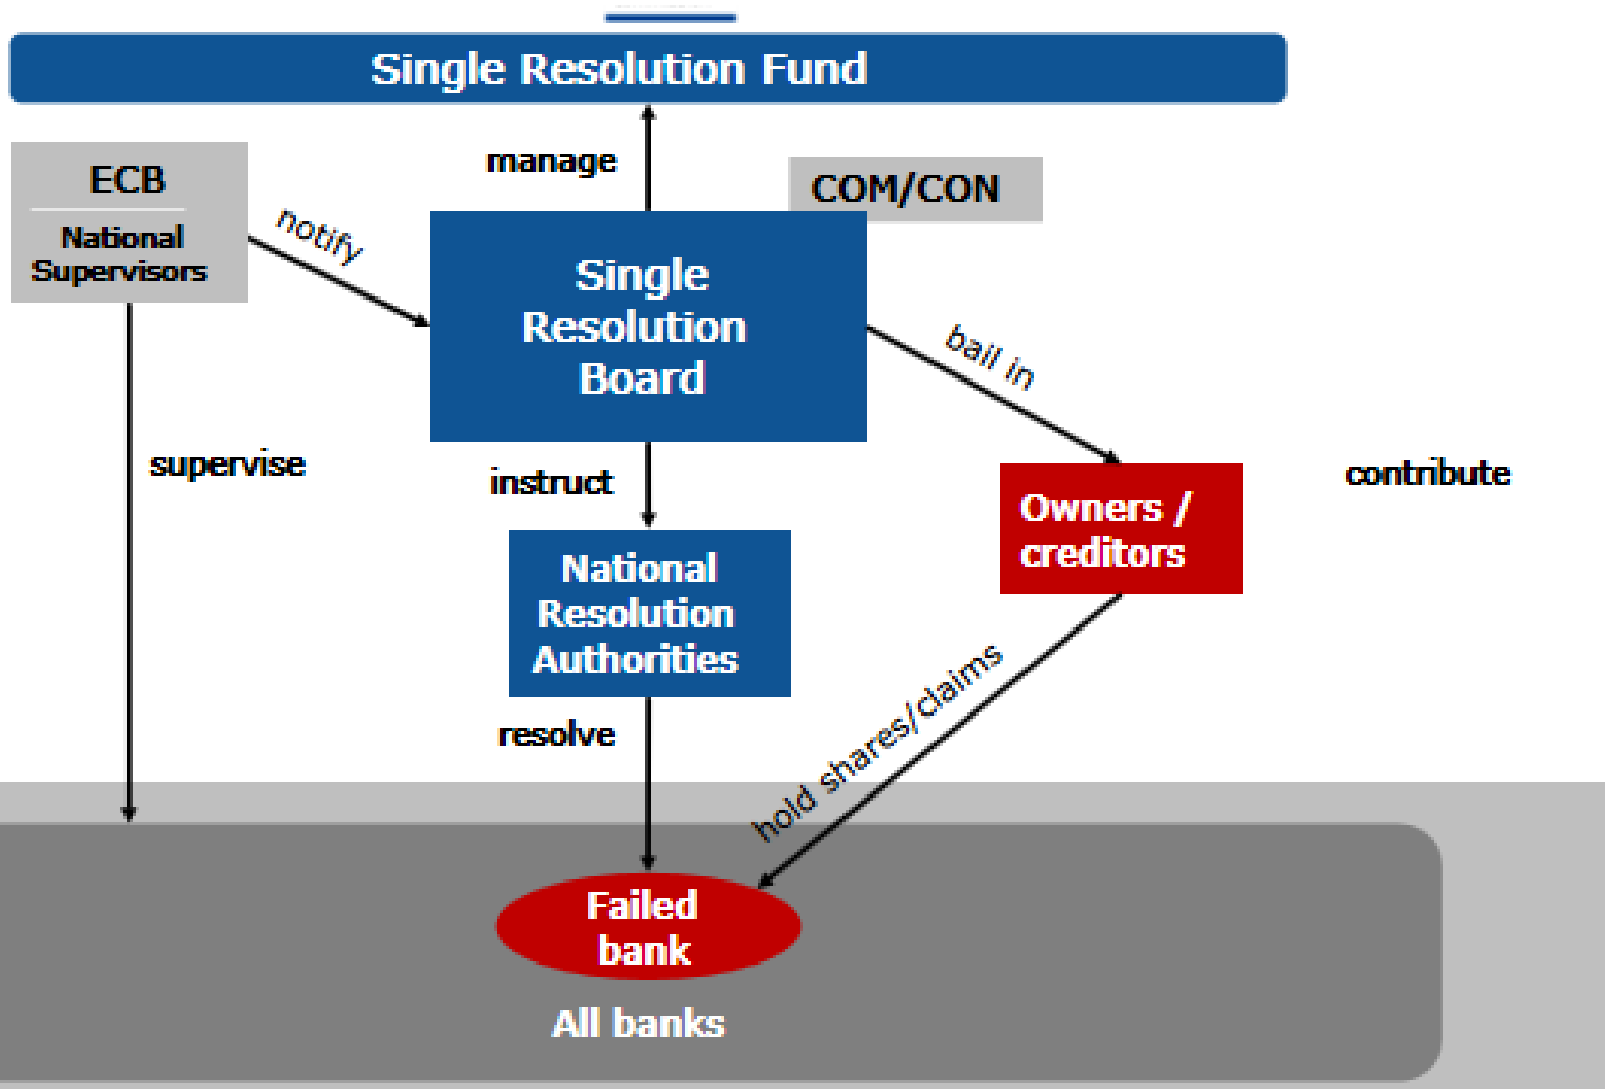 Single Resolution Fund
manage
ECB
COM/CON
National
Supervisors
notify
Single
Resolution
Board
bail in
supervise
instruct
contribute
Owners /
creditors
National
Resolution
Authorities
resolve
hold shares/claims
Failed
bank
All banks